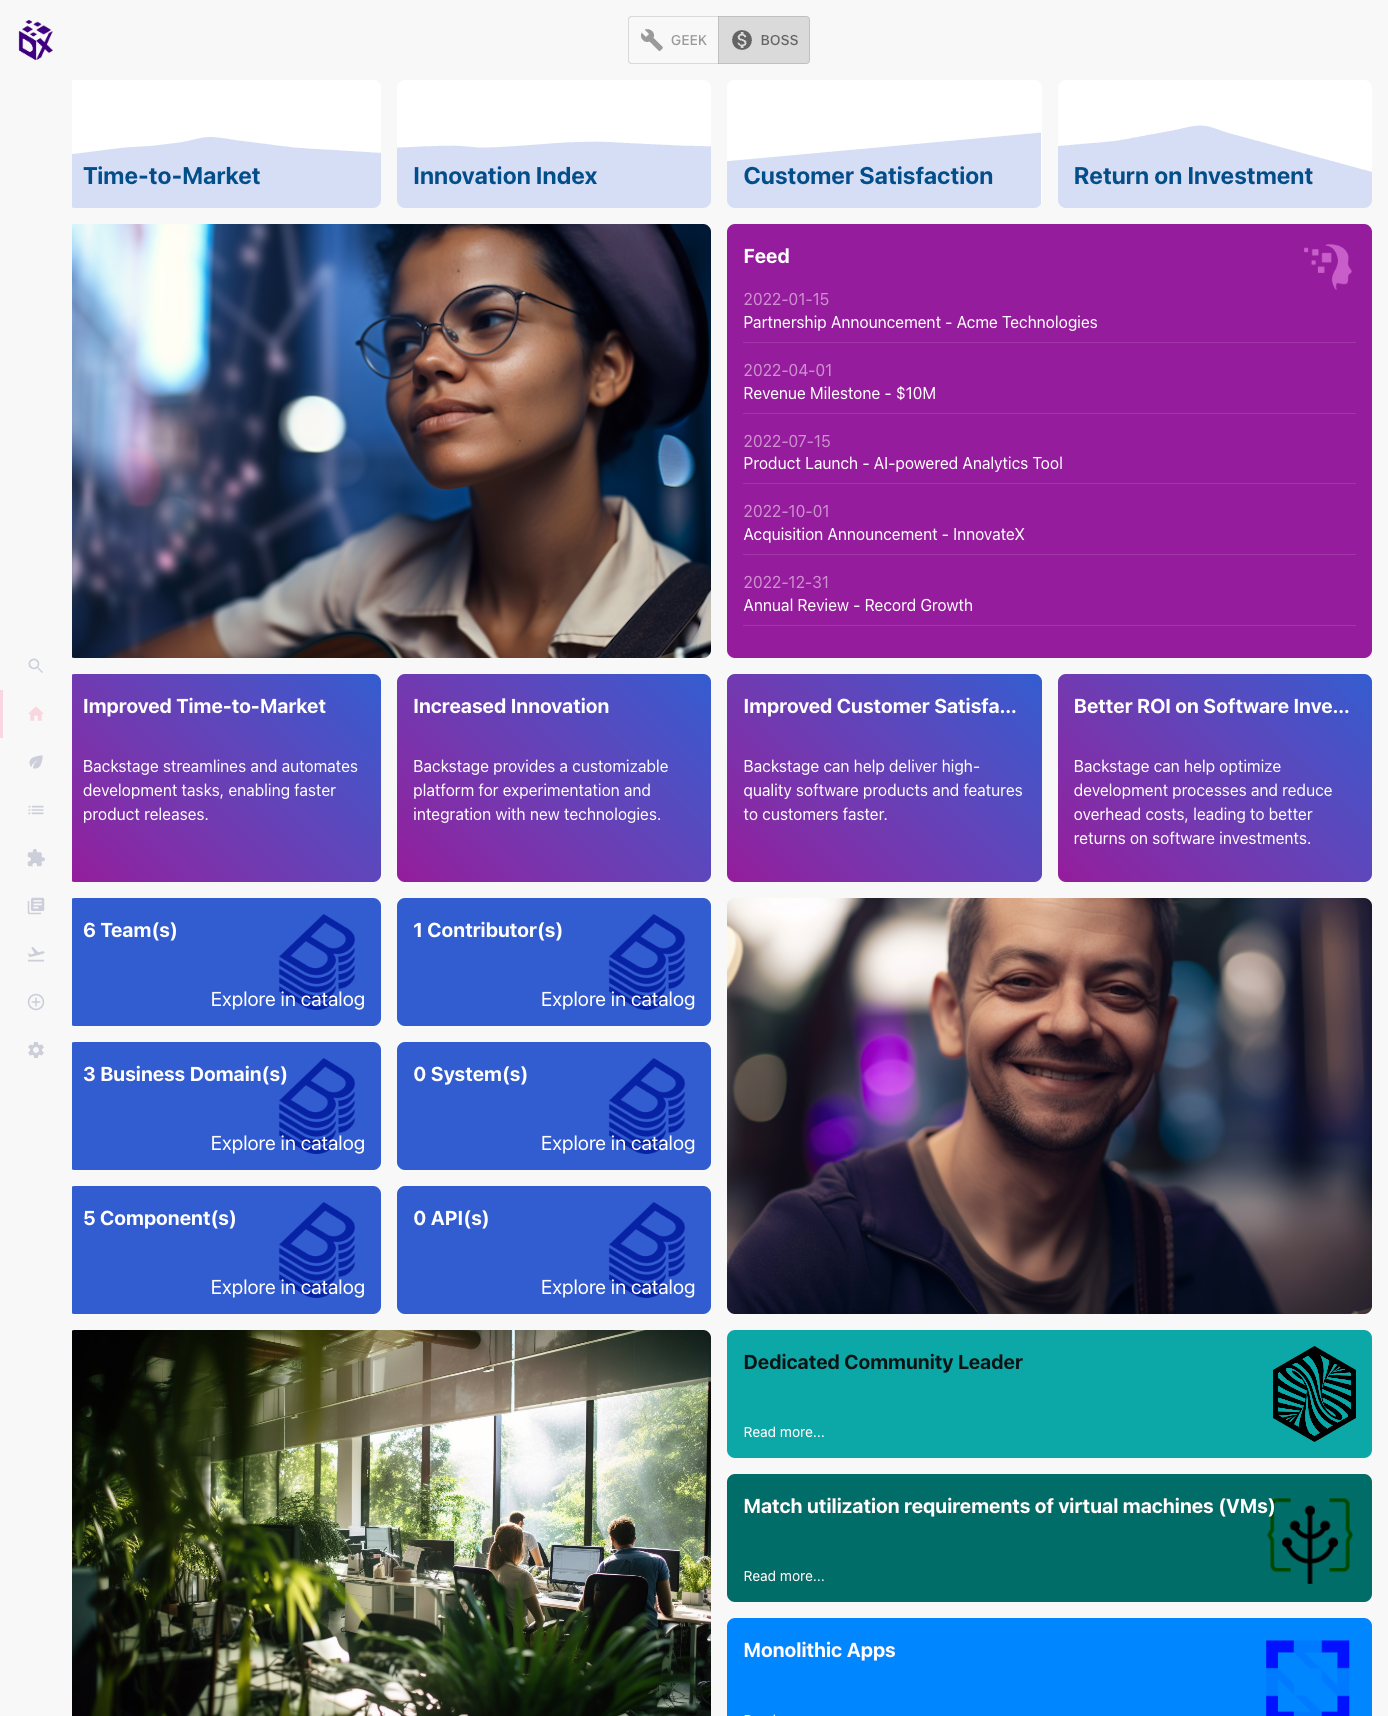 GEEK
BOSS
Time-to-Market
Innovation Index
Customer Satisfaction
Return on Investment
Feed
2022-01-15
Partnership Announcement - Acme Technologies
2022-04-01
Revenue Milestone - $10M
2022-07-15
Product Launch - AI-powered Analytics Tool
2022-10-01
Acquisition Announcement - InnovateX
2022-12-31
Annual Review - Record Growth
Improved Time-to-Market
Backstage streamlines and automates
development tasks, enabling faster
product releases.
Increased Innovation
Backstage provides a customizable
platform for experimentation and
integration with new technologies.
Improved Customer Satisfa...
Backstage can help deliver high-
quality software products and features
to customers faster.
Better ROI on Software Inve...
Backstage can help optimize
development processes and reduce
overhead costs, leading to better
returns on software investments.
6 Team(s)
Explore in catalog
1 Contributor(s)
Explore in catalog
3 Business Domain(s)
Explore in catalog
0 System(s)
Explore in catalog
5 Component(s)
Explore in catalog
0 API(s)
Explore in catalog
Dedicated Community Leader
Read more...
Match utilization requirements of virtual machines (VMs)
Read more...
Monolithic Apps